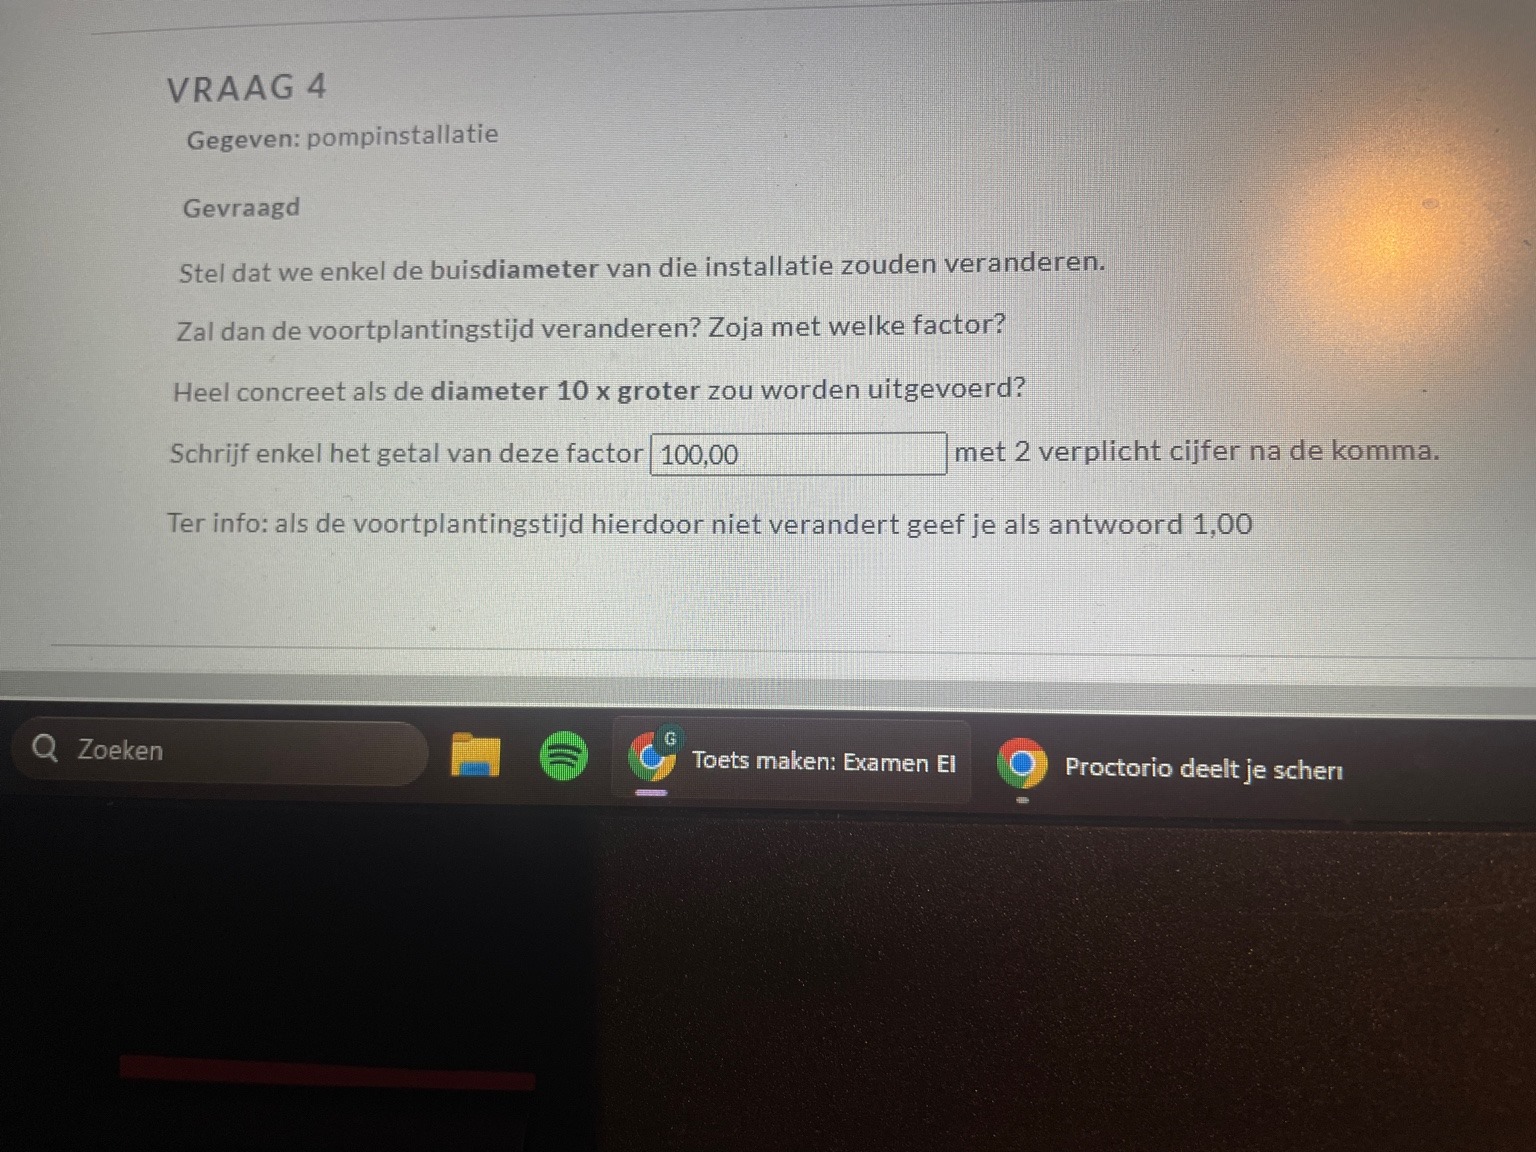 VRAAG 4
Gegeven: pompinstallatie
Gevraagd
Stel dat we enkel de buisdiameter van die installatie zouden veranderen.
Zal dan de voortplantingstijd veranderen? Zoja met welke factor?
Heel concreet als de diameter 10 x groter zou worden uitgevoerd?
Schrijf enkel het getal van deze factor 100,00 met 2 verplicht cijfer na de komma.
Ter info: als de voortplantingstijd hierdoor niet verandert geef je als antwoord 1,00
Zoeken G Toets maken: Examen El Proctorio deelt je scher